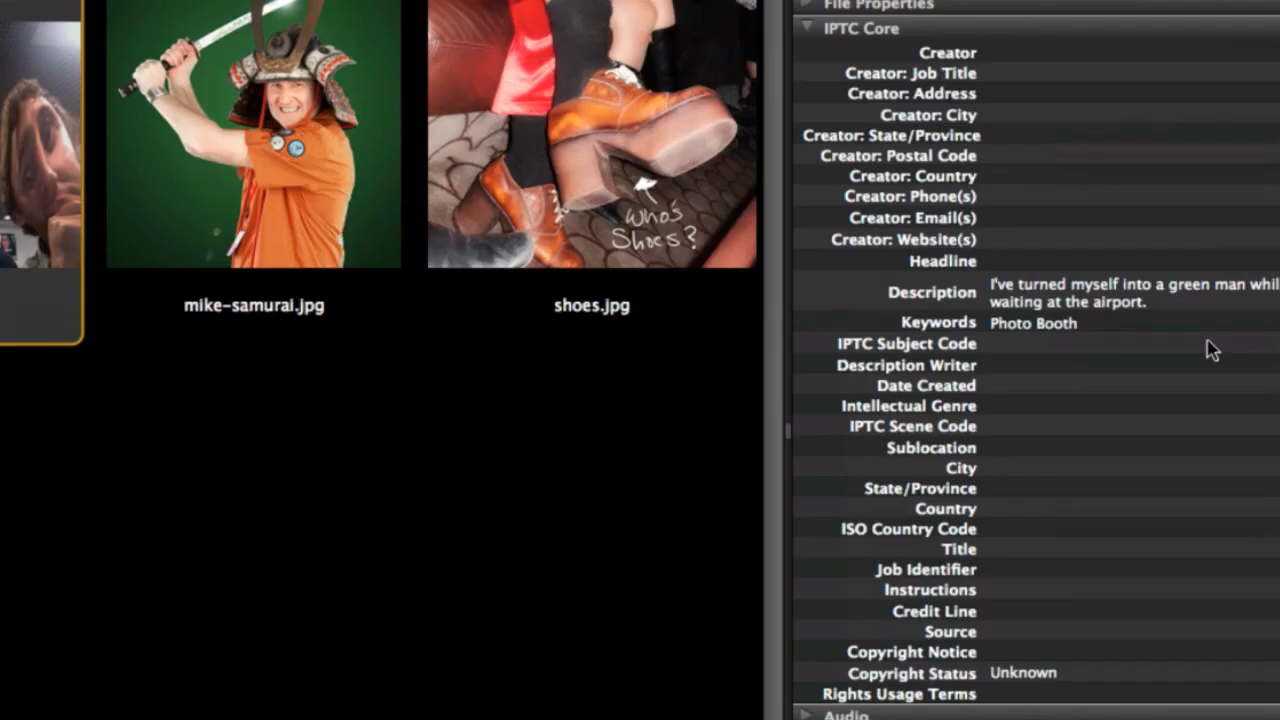 File Properties
IPTC Core
Creator
Creator: Job Title
Creator: Address
Creator: City
Creator: State/Province
Creator: Postal Code
Creator: Country
Creator: Phone(s)
Creator: Email(s)
Creator: Website(s)
Headline
Description I've turned myself into a green man whil
waiting at the airport.
Keywords Photo Booth
IPTC Subject Code
Description Writer
Date Created
Intellectual Genre
IPTC Scene Code
Sublocation
City
State/Province
Country
ISO Country Code
Title
Job Identifier
Instructions
Credit Line
Source
Copyright Notice
Copyright Status Unknown
Rights Usage Terms
Audio
who's
Shoes?
mike-samurai.jpg
shoes.jpg